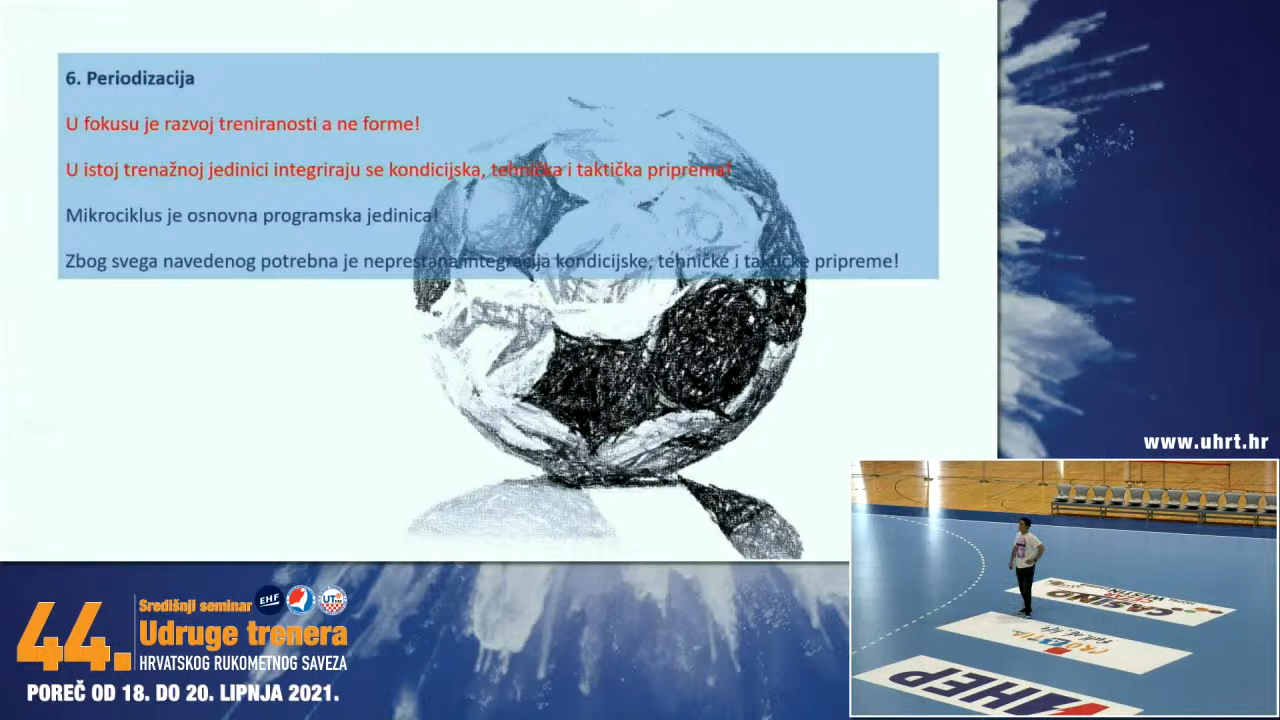 6. Periodizacija
U fokusu je razvoj treniranosti a ne forme!
U istoj trenažnoj jedinici integriraju se kondicijska, tehnička i taktička priprema!
Mikrociklus je osnovna programska jedinica!
Zbog svega navedenog potrebna je neprestana integracija kondicijske, tehničke i taktičke pripreme!
www.uhrt.hr
CASINO
HEP
44.
Središnji seminar
EHF
UT
Udruge trenera
HRVATSKOG RUKOMETNOG SAVEZA
POREČ OD 18. DO 20. LIPNJA 2021.